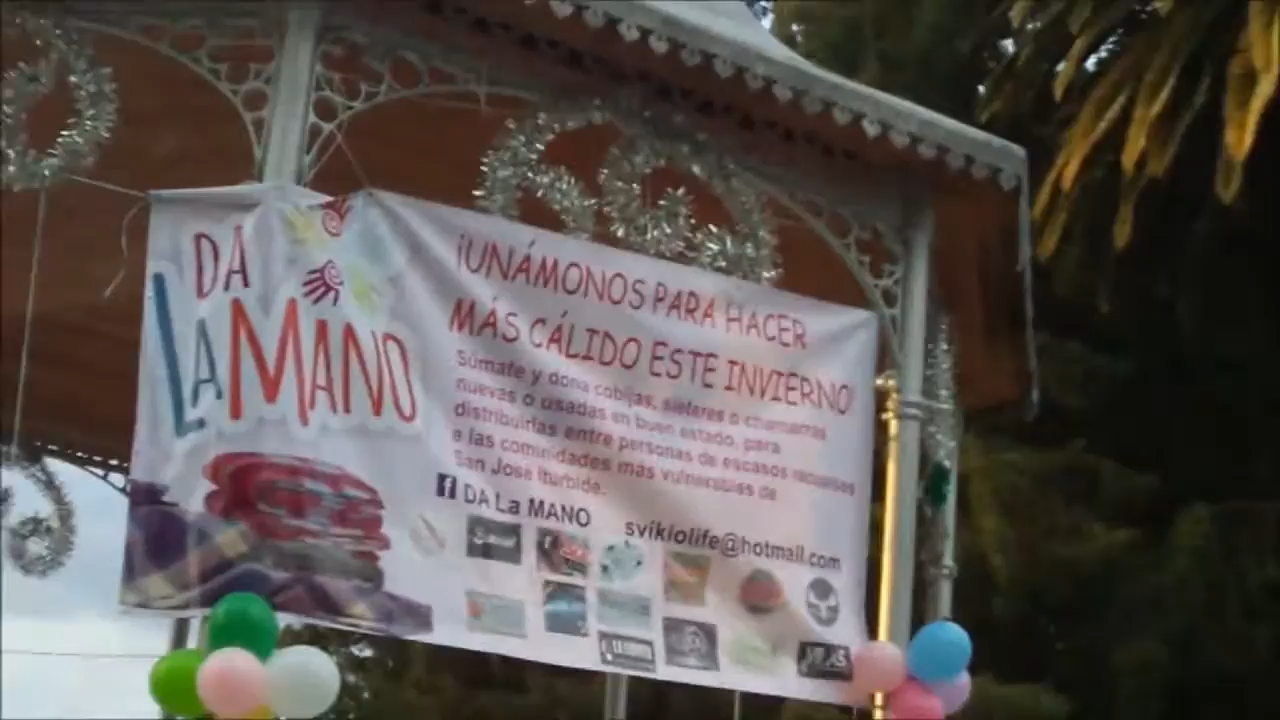 DA
LA MANO
¡UNÁMONOS PARA HACER
MÁS CÁLIDO ESTE INVIERNO
Súmate y dona cobijas, suéteres o chamarras
nuevas o usadas en buen estado, para
distribuirlas entre personas de escasos recursos
a las comunidades más vulnerables de
San José Iturbide.
DA La MANO
svikiolife@hotmail.com